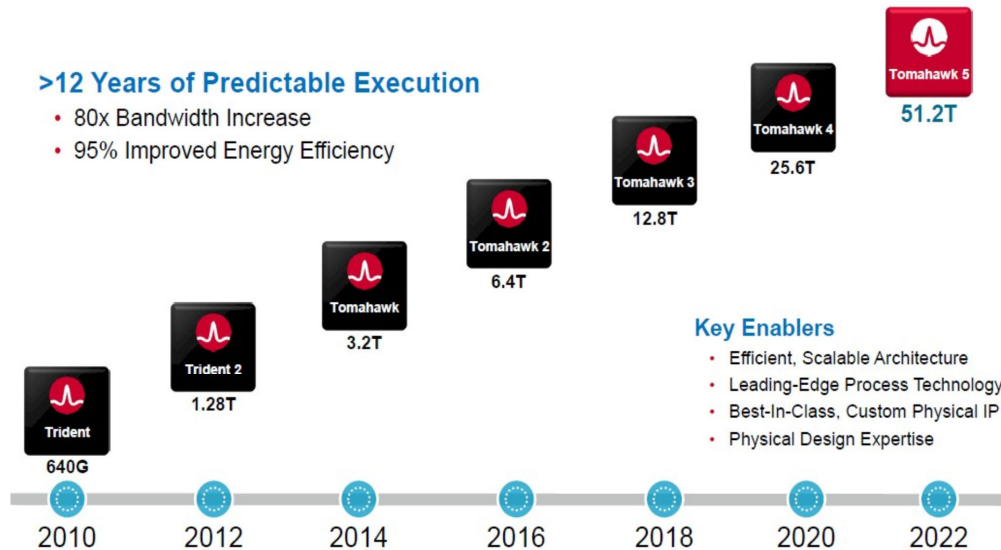 >12 Years of Predictable Execution
• 80x Bandwidth Increase
• 95% Improved Energy Efficiency
Trident
640G
Trident 2
1.28T
Tomahawk
3.2T
Tomahawk 2
6.4T
Tomahawk 3
12.8T
Tomahawk 4
25.6T
Tomahawk 5
51.2T
Key Enablers
• Efficient, Scalable Architecture
• Leading-Edge Process Technology
• Best-In-Class, Custom Physical IP
• Physical Design Expertise
2010 2012 2014 2016 2018 2020 2022